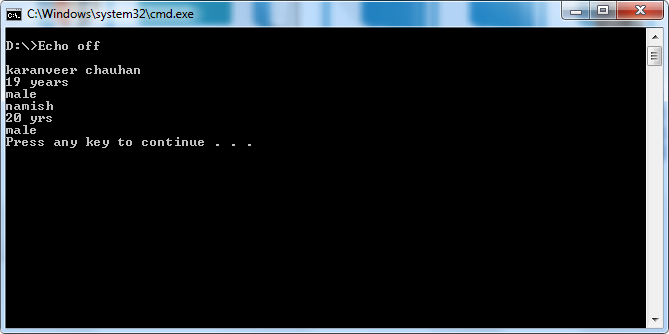 C:\Windows\system32\cmd.exe
D:\>Echo off
karanveer chauhan
19 years
male
namish
20 yrs
male
Press any key to continue . . .